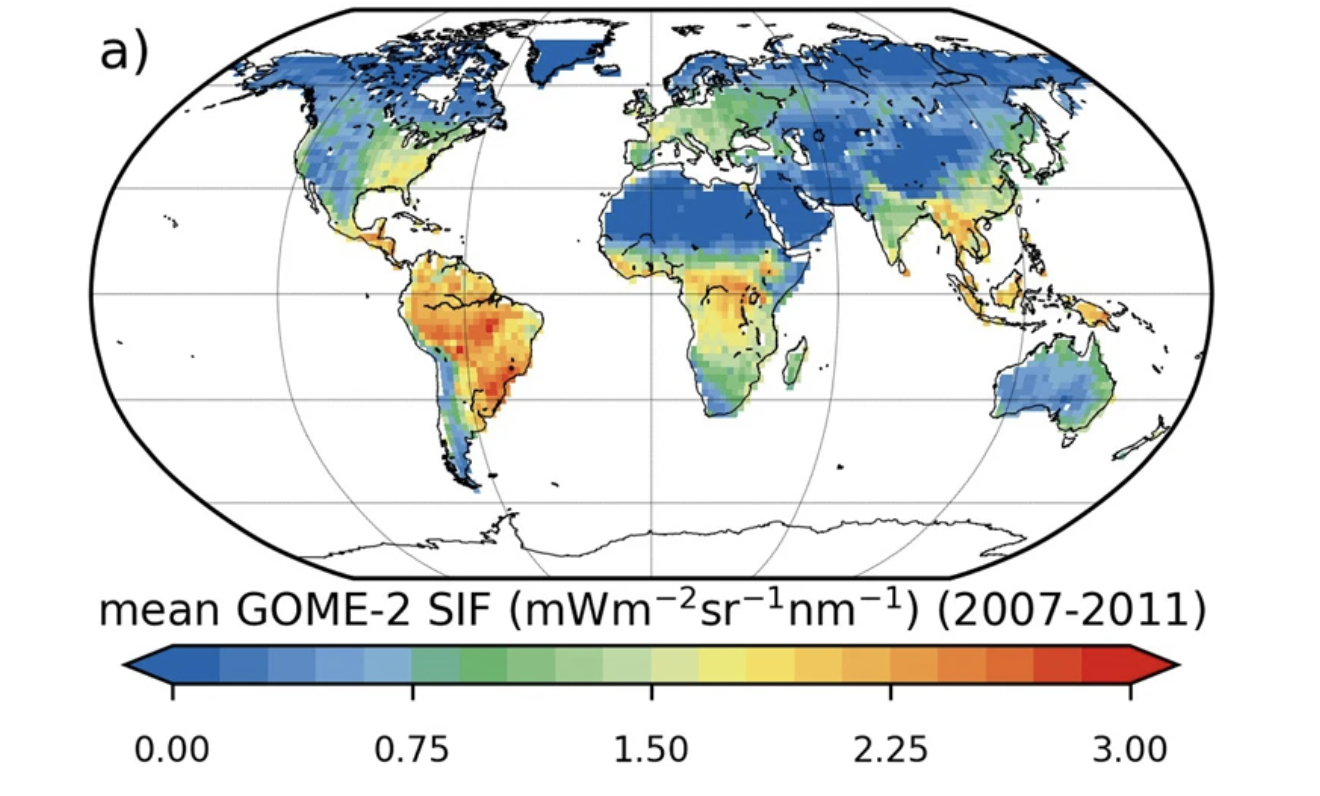 a)
mean GOME-2 SIF (mWm⁻²sr⁻¹nm⁻¹) (2007-2011)
0.00 0.75 1.50 2.25 3.00